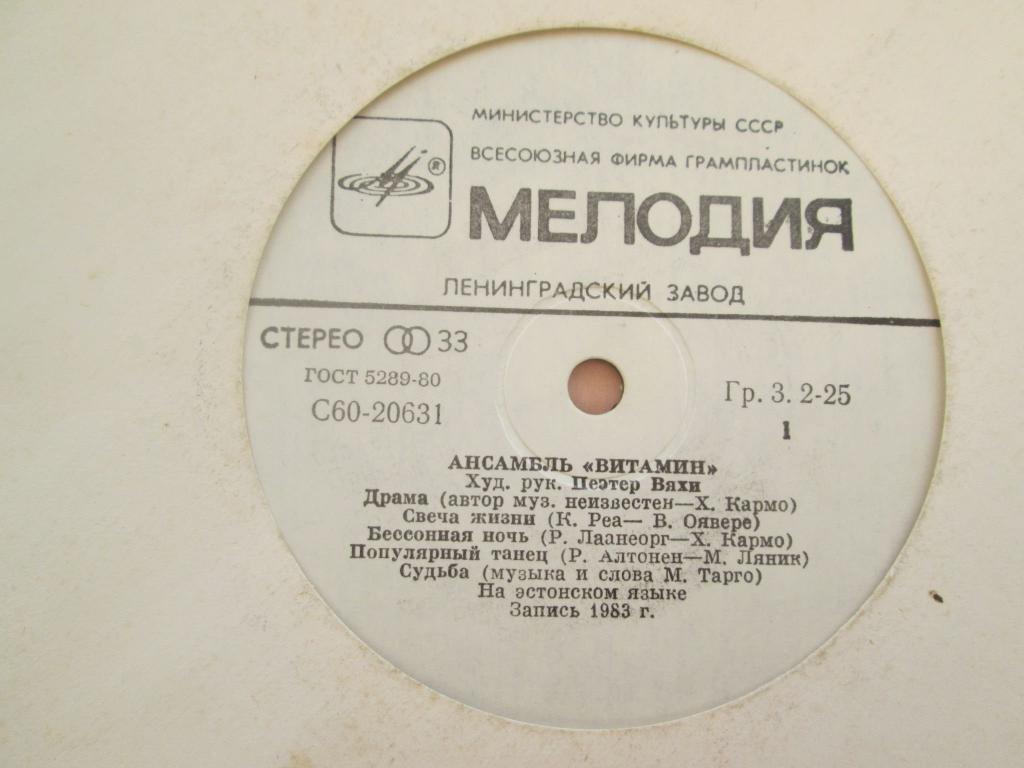 МИНИСТЕРСТВО КУЛЬТУРЫ СССР
ВСЕСОЮЗНАЯ ФИРМА ГРАМПЛАСТИНОК
®
МЕЛОДИЯ
ЛЕНИНГРАДСКИЙ ЗАВОД
СТЕРЕО 33
ГОСТ 5289-80
С60-20631
Гр. 3. 2-25
1
АНСАМБЛЬ «ВИТАМИН»
Худ. рук. Пеэтер Вяхи
Драма (автор муз. неизвестен—Х. Кармо)
Свеча жизни (К. Реа— В. Оявере)
Бессонная ночь (Р. Лаанеорг—Х. Кармо)
Популярный танец (Р. Алтонен—М. Ляник)
Судьба (музыка и слова М. Тарго)
На эстонском языке
Запись 1983 г.